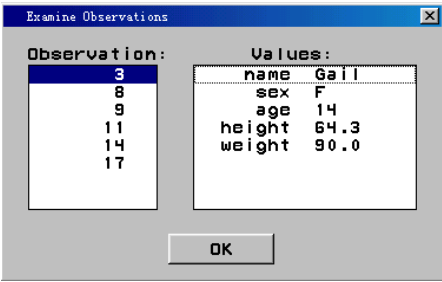 Examine Observations
Observation:
3
8
9
11
14
17
Values:
name Gail
sex F
age 14
height 64.3
weight 90.0
OK